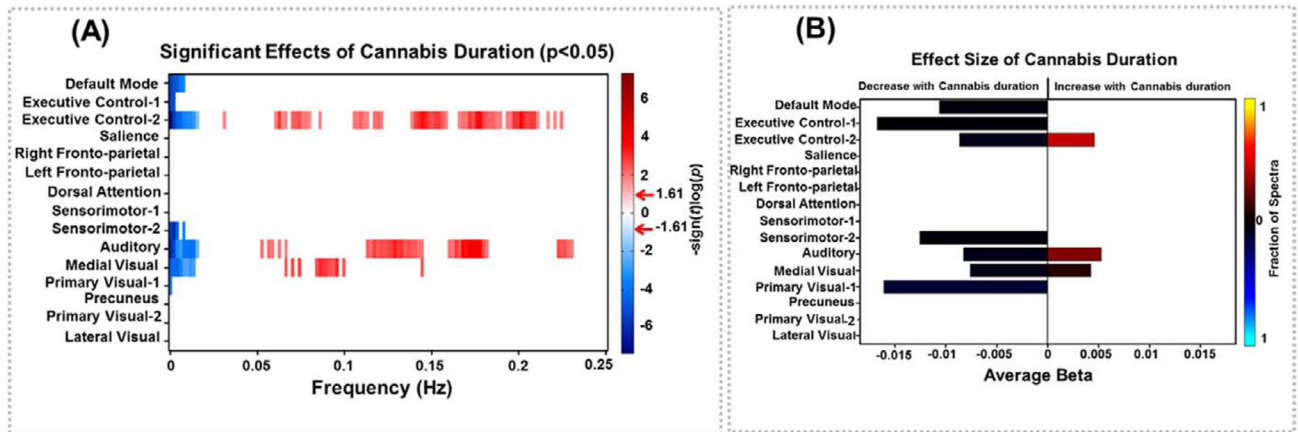 (A)
Significant Effects of Cannabis Duration (p<0.05)
Default Mode
Executive Control-1
Executive Control-2
Salience
Right Fronto-parietal
Left Fronto-parietal
Dorsal Attention
Sensorimotor-1
Sensorimotor-2
Auditory
Medial Visual
Primary Visual-1
Precuneus
Primary Visual-2
Lateral Visual
0
0.05
0.1
0.15
0.2
0.25
Frequency (Hz)
6
4
2
1.61
0
-1.61
-2
-4
-6
-sign(t)log(p)
(B)
Effect Size of Cannabis Duration
Decrease with Cannabis duration
Increase with Cannabis duration
Default Mode
Executive Control-1
Executive Control-2
Salience
Right Fronto-parietal
Left Fronto-parietal
Dorsal Attention
Sensorimotor-1
Sensorimotor-2
Auditory
Medial Visual
Primary Visual-1
Precuneus
Primary Visual-2
Lateral Visual
-0.015
-0.01
-0.005
0
0.005
0.01
0.015
Average Beta
1
0
1
Fraction of Spectra